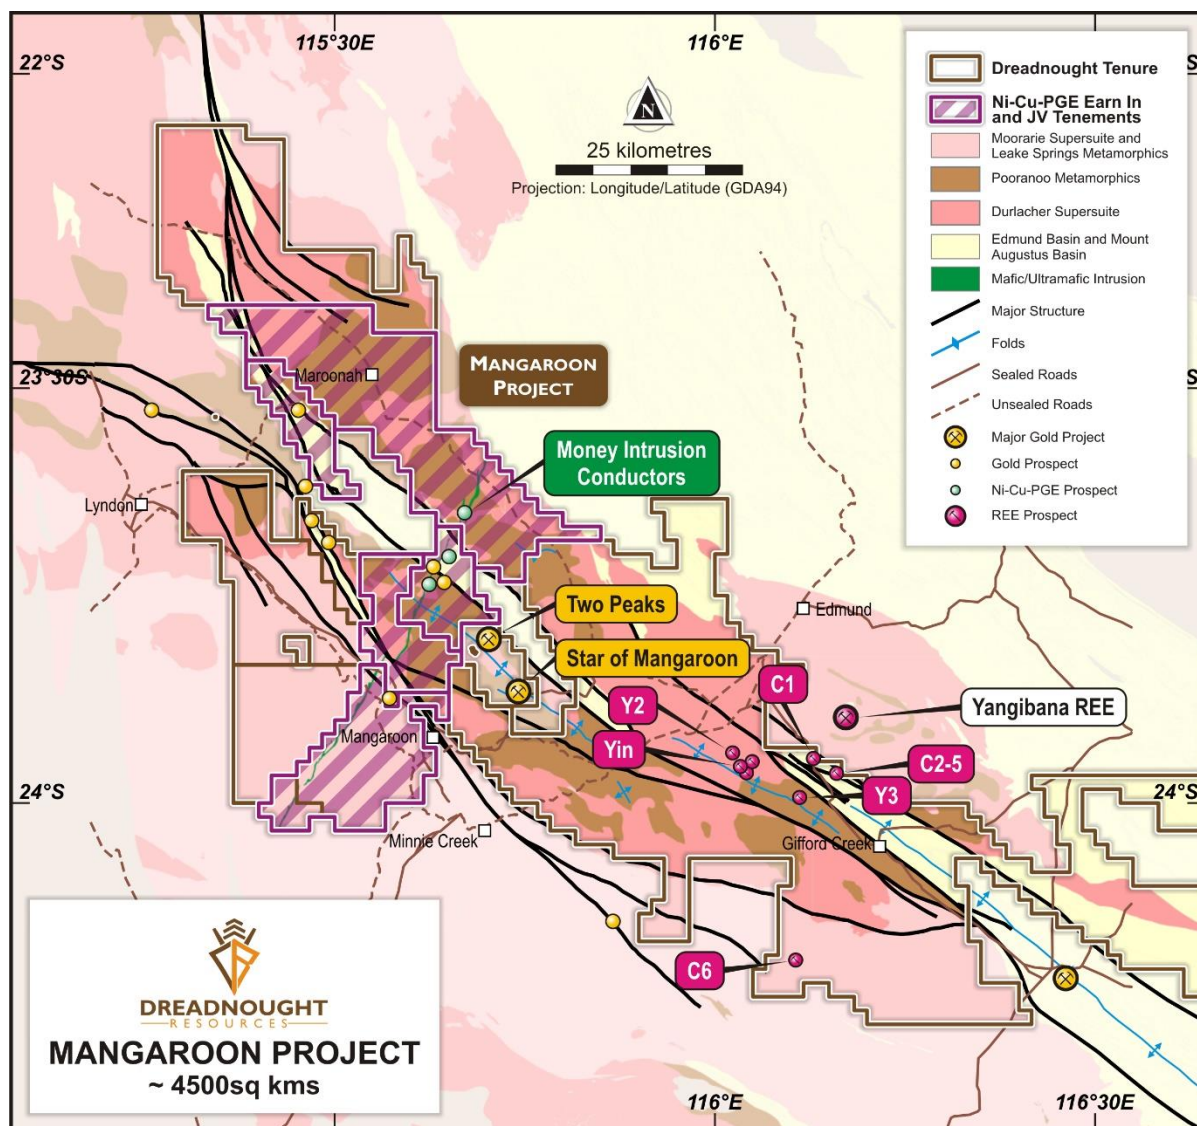 115°30E
116°E
22°S
S
N
25 kilometres
Projection: Longitude/Latitude (GDA94)
Dreadnought Tenure
Ni-Cu-PGE Earn In
and JV Tenements
Moorarie Supersuite and
Leake Springs Metamorphics
Pooranoo Metamorphics
Durlacher Supersuite
Edmund Basin and Mount
Augustus Basin
Mafic/Ultramafic Intrusion
Major Structure
Folds
Sealed Roads
Unsealed Roads
Major Gold Project
Gold Prospect
Ni-Cu-PGE Prospect
REE Prospect
23°30S
S
Maroonah
MANGAROON
PROJECT
Money Intrusion
Conductors
Lyndon
Two Peaks
Edmund
Star of Mangaroon
C1
Y2
Yangibana REE
Yin
Mangaroon
C2-5
Y3
24°S
24°S
Minnie Creek
Gifford Creek
C6
DREADNOUGHT
RESOURCES
MANGAROON PROJECT
~ 4500sq kms
116°E
116°30E